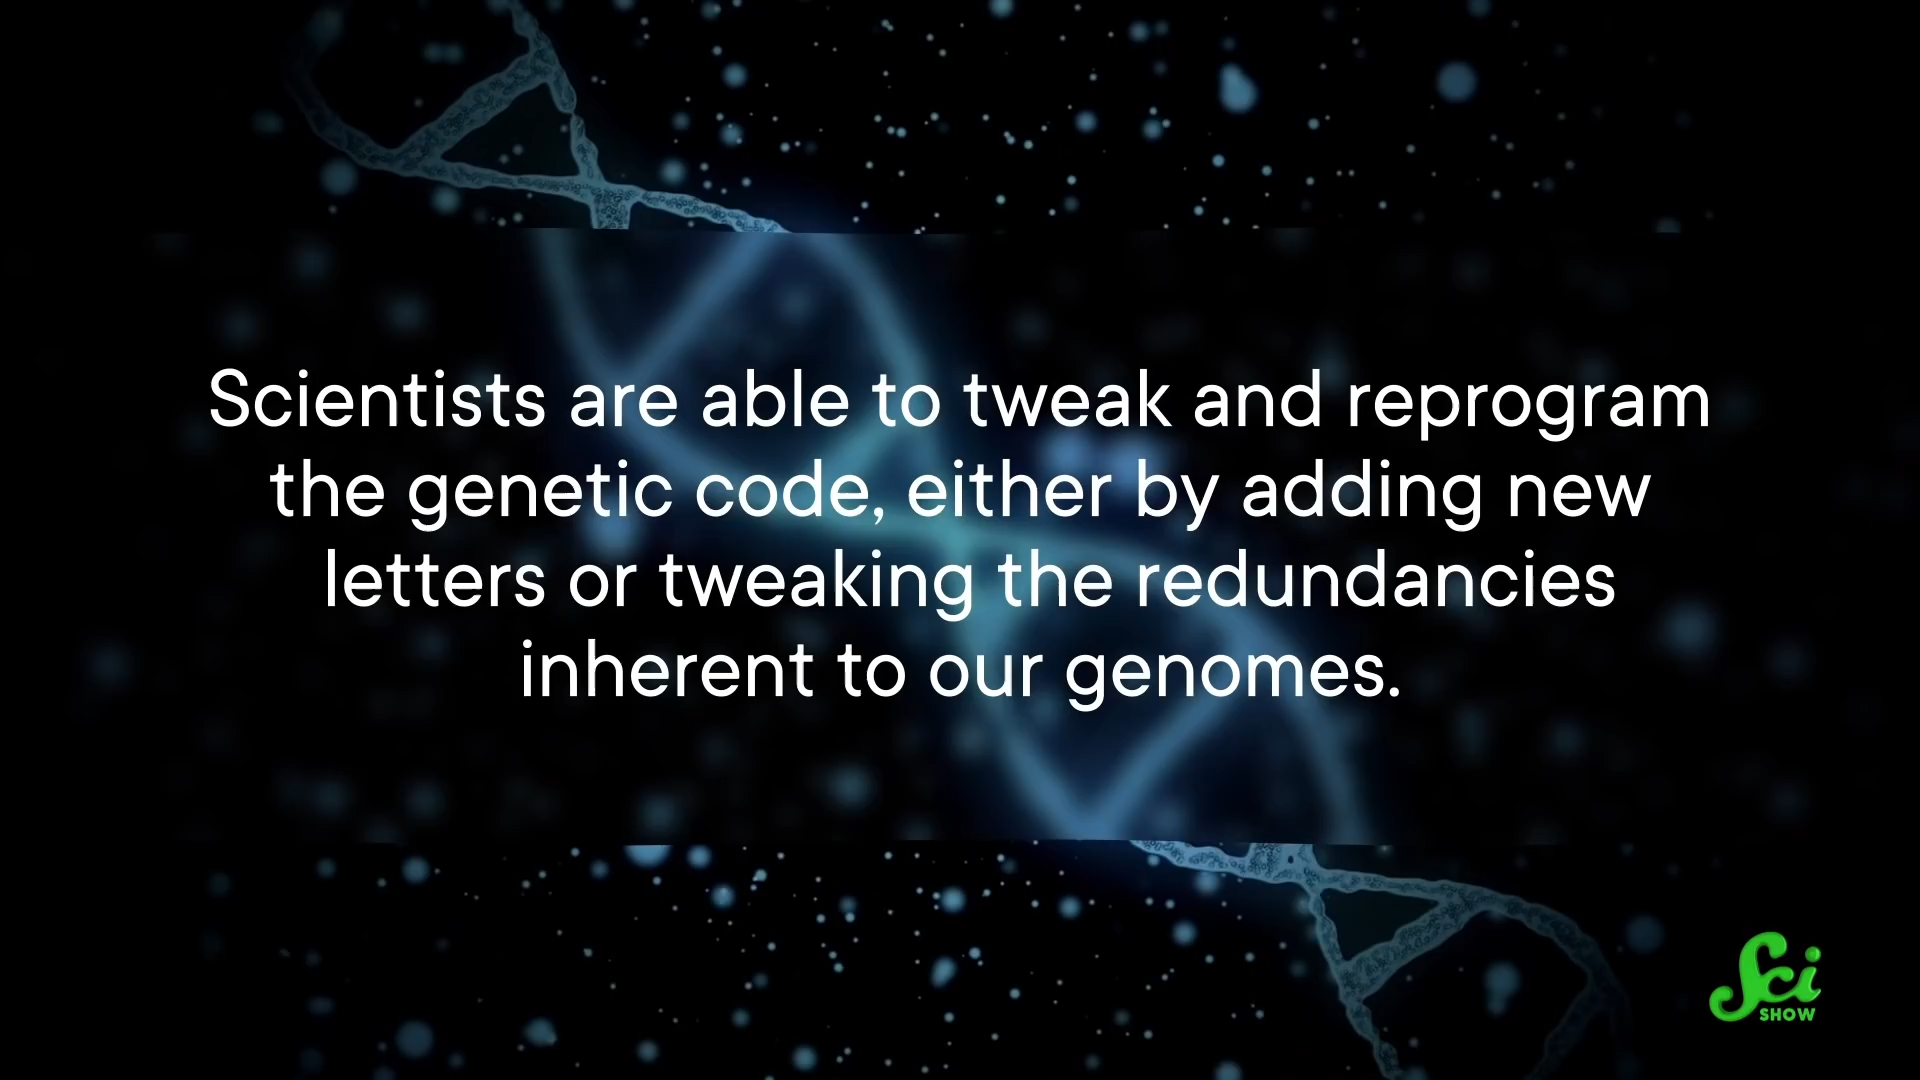 Scientists are able to tweak and reprogram
the genetic code, either by adding new
letters or tweaking the redundancies
inherent to our genomes.
Sci
SHOW